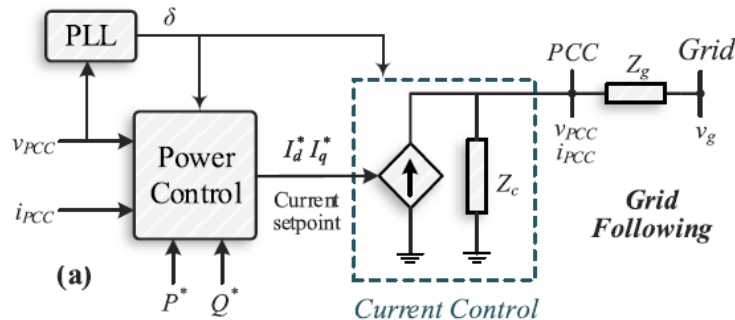 PLL
δ
v_PCC
i_PCC
Power
Control
P* Q*
(a)
I_d* I_q*
Current
setpoint
Z_c
Current Control
PCC
v_PCC
i_PCC
Z_g
Grid
v_g
Grid
Following